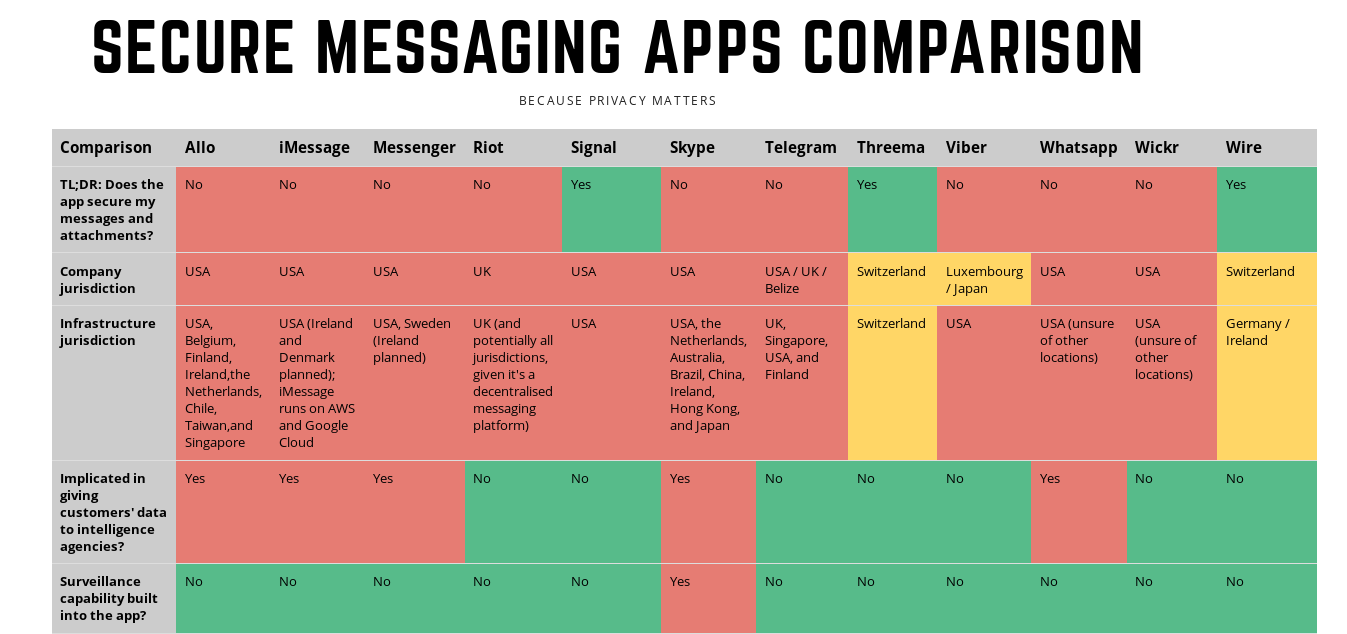 SECURE MESSAGING APPS COMPARISON
BECAUSE PRIVACY MATTERS
Comparison Allo iMessage Messenger Riot Signal Skype Telegram Threema Viber Whatsapp Wickr Wire
TL;DR: Does the
app secure my
messages and
attachments?
No No No No Yes No No Yes No No No Yes
Company
jurisdiction
USA
USA
USA
UK
USA
USA
USA / UK /
Belize
Switzerland
Luxembourg
/ Japan
USA
USA
Switzerland
Infrastructure
jurisdiction
USA,
Belgium,
Finland,
Ireland,the
Netherlands,
Chile,
Taiwan,and
Singapore
USA (Ireland
and
Denmark
planned);
iMessage
runs on AWS
and Google
Cloud
USA, Sweden
(Ireland
planned)
UK (and
potentially all
jurisdictions,
given it's a
decentralised
messaging
platform)
USA
USA, the
Netherlands,
Australia,
Brazil, China,
Ireland,
Hong Kong,
and Japan
UK,
Singapore,
USA, and
Finland
Switzerland
USA
USA (unsure
of other
locations)
USA
(unsure of
other
locations)
Germany /
Ireland
Implicated in
giving
customers' data
to intelligence
agencies?
Yes Yes Yes No No Yes No No No Yes No No
Surveillance
capability built
into the app?
No No No No No Yes No No No No No No